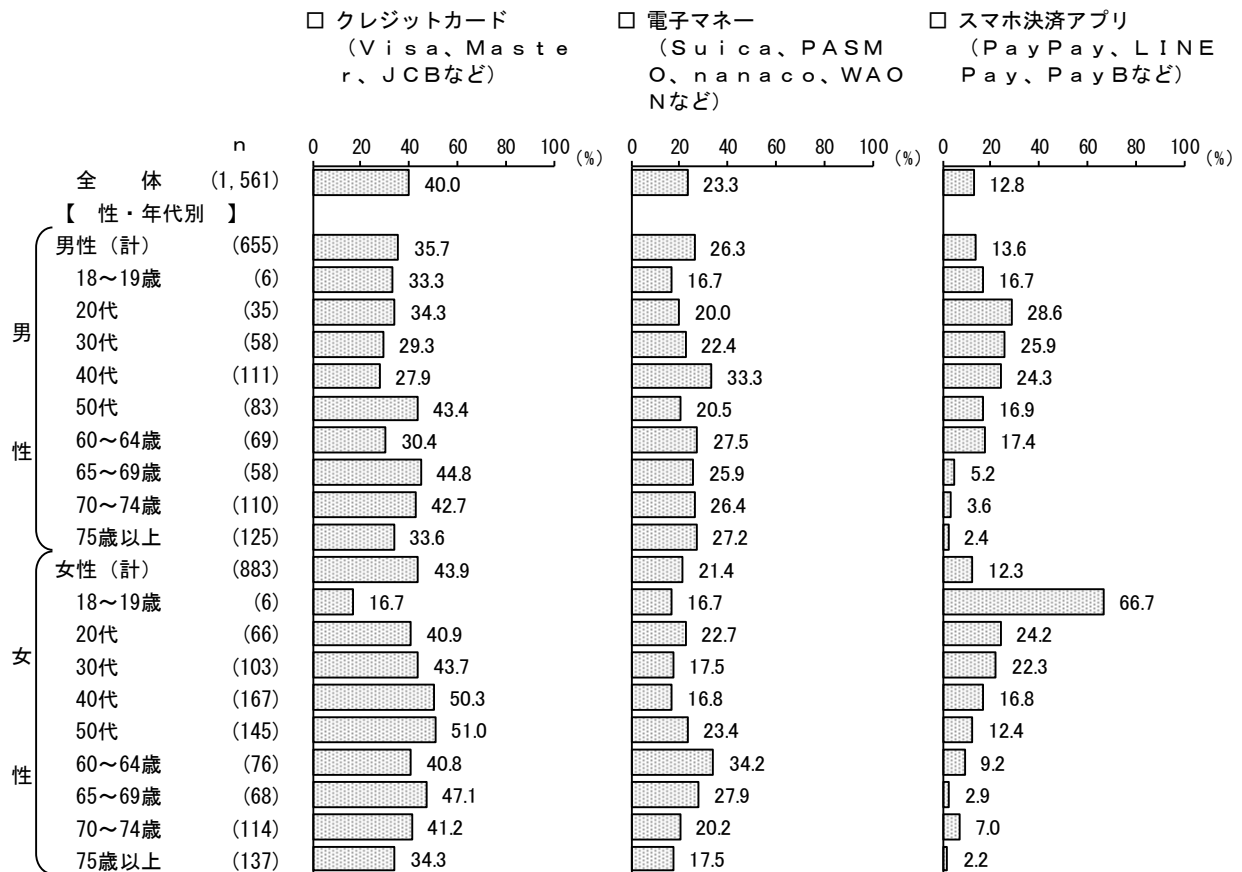 □ クレジットカード
（Ｖｉｓａ、Ｍａｓｔｅ
ｒ、ＪＣＢなど）
□ 電子マネー
（Ｓｕｉｃａ、ＰＡＳＭ
Ｏ、ｎａｎａｃｏ、ＷＡＯ
Ｎなど）
□ スマホ決済アプリ
（ＰａｙＰａｙ、ＬＩＮＥ
Ｐａｙ、ＰａｙＢなど）
n 0 20 40 60 80 100 (%) 0 20 40 60 80 100 (%) 0 20 40 60 80 100 (%)
全 体 (1,561) 40.0 23.3 12.8
【 性・年代別 】
男性（計） (655) 35.7 26.3 13.6
18～19歳 (6) 33.3 16.7 16.7
20代 (35) 34.3 20.0 28.6
男
30代 (58) 29.3 22.4 25.9
40代 (111) 27.9 33.3 24.3
50代 (83) 43.4 20.5 16.9
性
60～64歳 (69) 30.4 27.5 17.4
65～69歳 (58) 44.8 25.9 5.2
70～74歳 (110) 42.7 26.4 3.6
75歳以上 (125) 33.6 27.2 2.4
女性（計） (883) 43.9 21.4 12.3
18～19歳 (6) 16.7 16.7 66.7
20代 (66) 40.9 22.7 24.2
女
30代 (103) 43.7 17.5 22.3
40代 (167) 50.3 16.8 16.8
50代 (145) 51.0 23.4 12.4
性
60～64歳 (76) 40.8 34.2 9.2
65～69歳 (68) 47.1 27.9 2.9
70～74歳 (114) 41.2 20.2 7.0
75歳以上 (137) 34.3 17.5 2.2